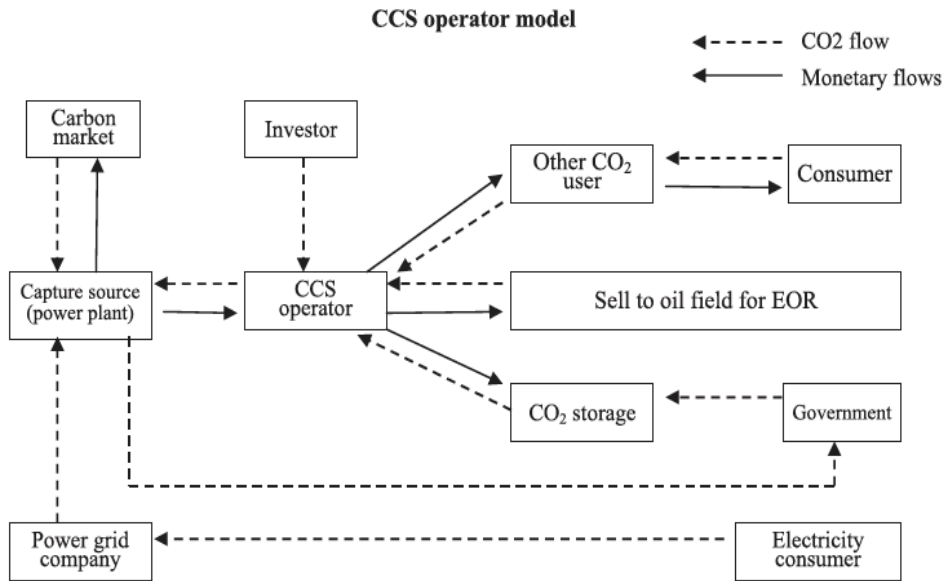 CCS operator model
CO2 flow
Monetary flows
Carbon
market
Investor
Other CO₂
user
Consumer
Capture source
(power plant)
CCS
operator
Sell to oil field for EOR
CO₂ storage
Government
Power grid
company
Electricity
consumer